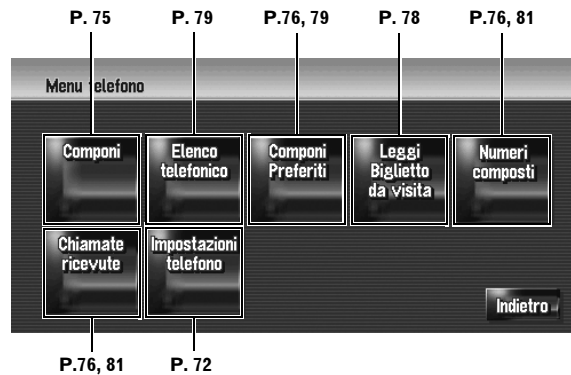 P. 75 P. 79 P.76, 79 P. 78 P.76, 81
Menu telefono
Componi
Elenco
telefonico
Componi
Preferiti
Leggi
Biglietto
da visita
Numeri
composti
Chiamate
ricevute
Impostazioni
telefono
Indietro
P.76, 81 P. 72